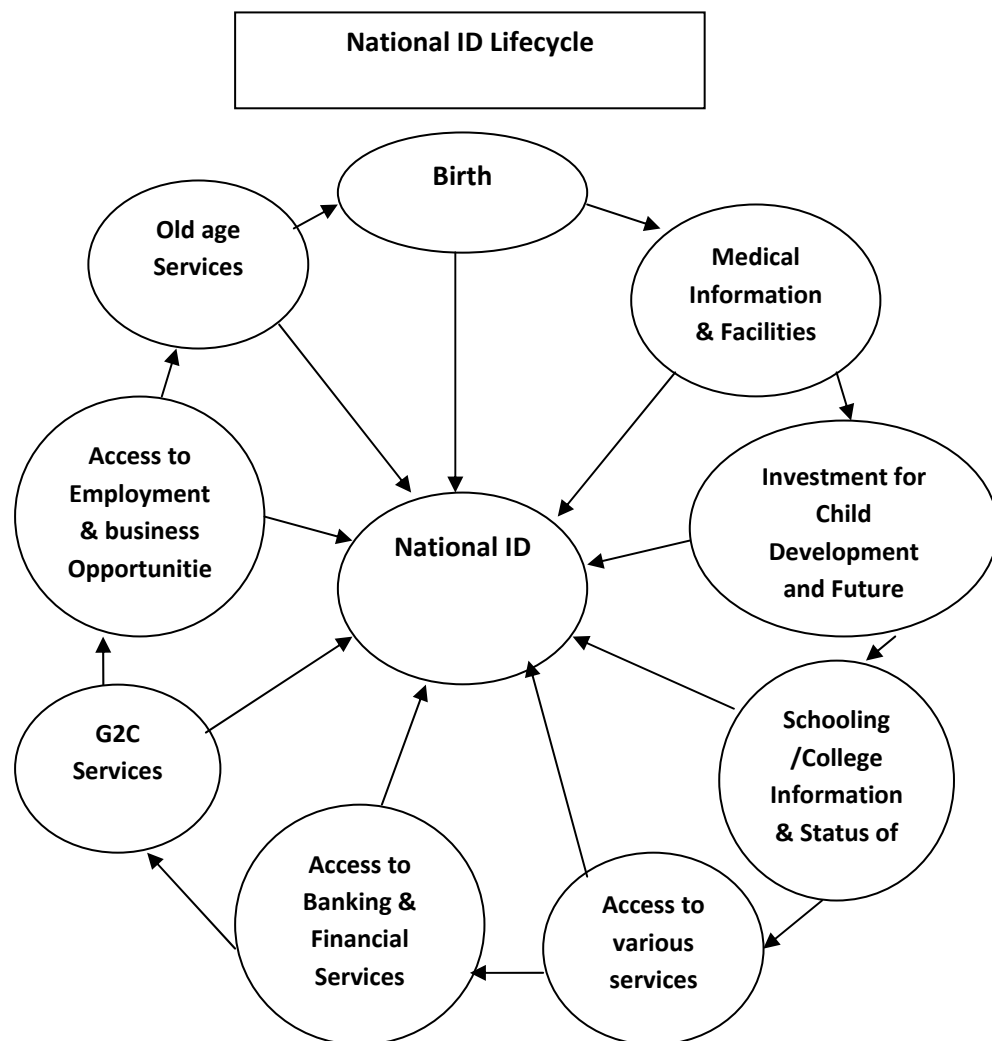 National ID Lifecycle
Birth
Medical
Information
& Facilities
Investment for
Child
Development
and Future
Schooling
/College
Information
& Status of
Access to
various
services
Access to
Banking &
Financial
Services
G2C
Services
Access to
Employment
& business
Opportunitie
Old age
Services
National ID